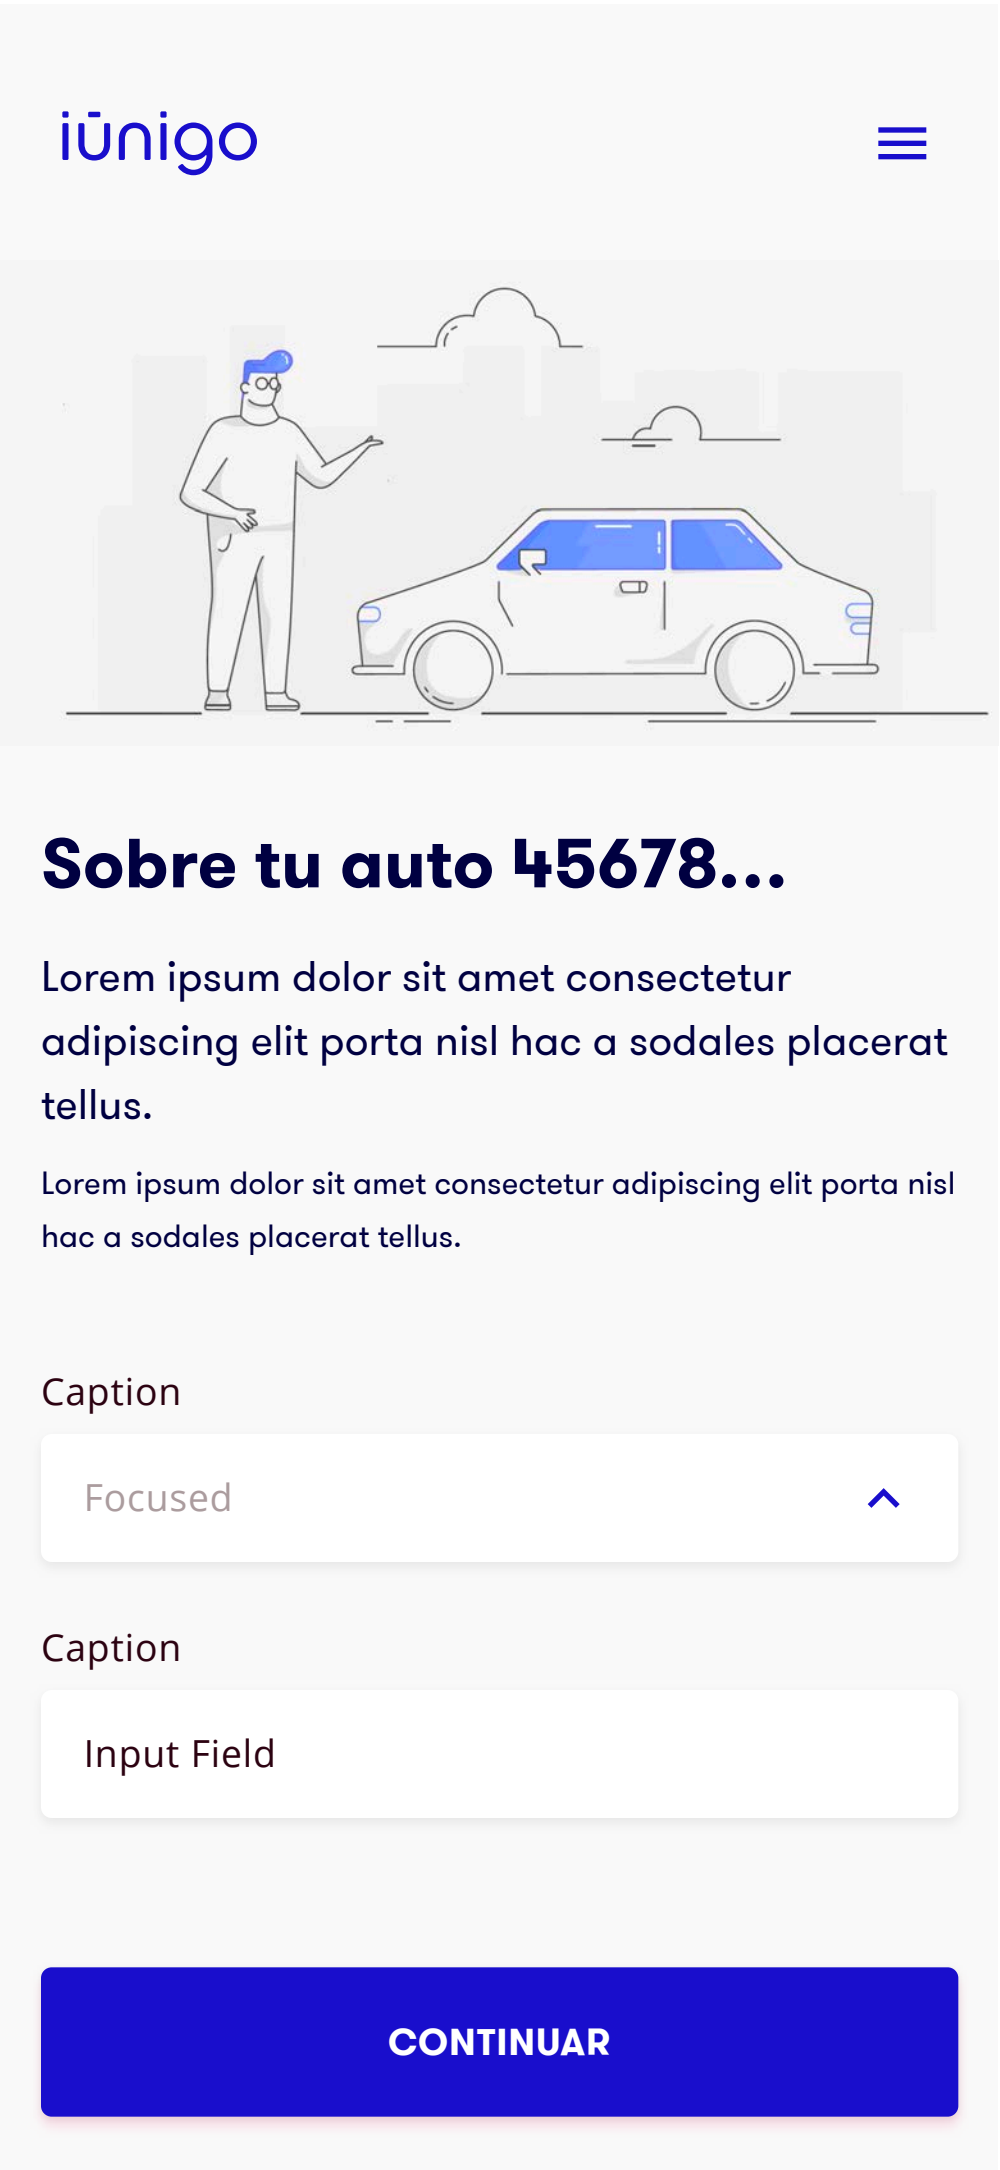 iūnigo
Sobre tu auto 45678...
Lorem ipsum dolor sit amet consectetur
adipiscing elit porta nisl hac a sodales placerat
tellus.
Lorem ipsum dolor sit amet consectetur adipiscing elit porta nisl
hac a sodales placerat tellus.
Caption
Focused
Caption
Input Field
CONTINUAR